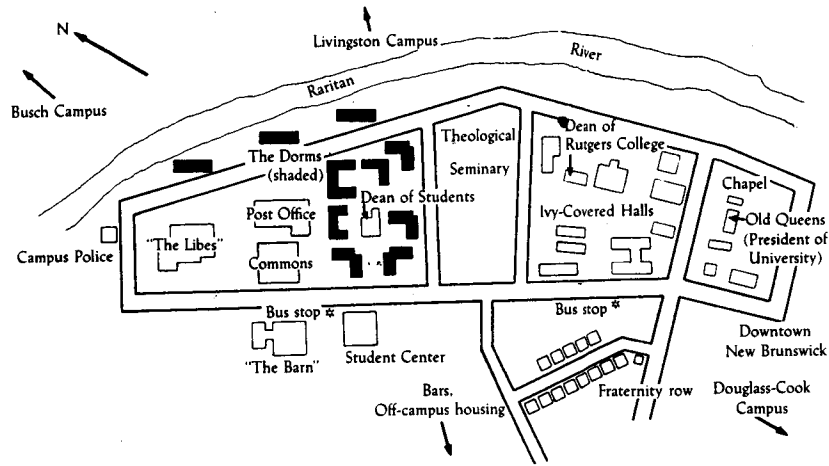 N
Livingston Campus
River
Busch Campus
Raritan
The Dorms
(shaded)
Theological
Seminary
Dean of
Rutgers College
Chapel
Post Office
Dean of Students
Ivy-Covered Halls
Old Queens
(President of
University)
"The Libes"
Campus Police
Commons
Bus stop
Bus stop
"The Barn"
Student Center
Downtown
New Brunswick
Bars,
Off-campus housing
Fraternity row
Douglass-Cook
Campus